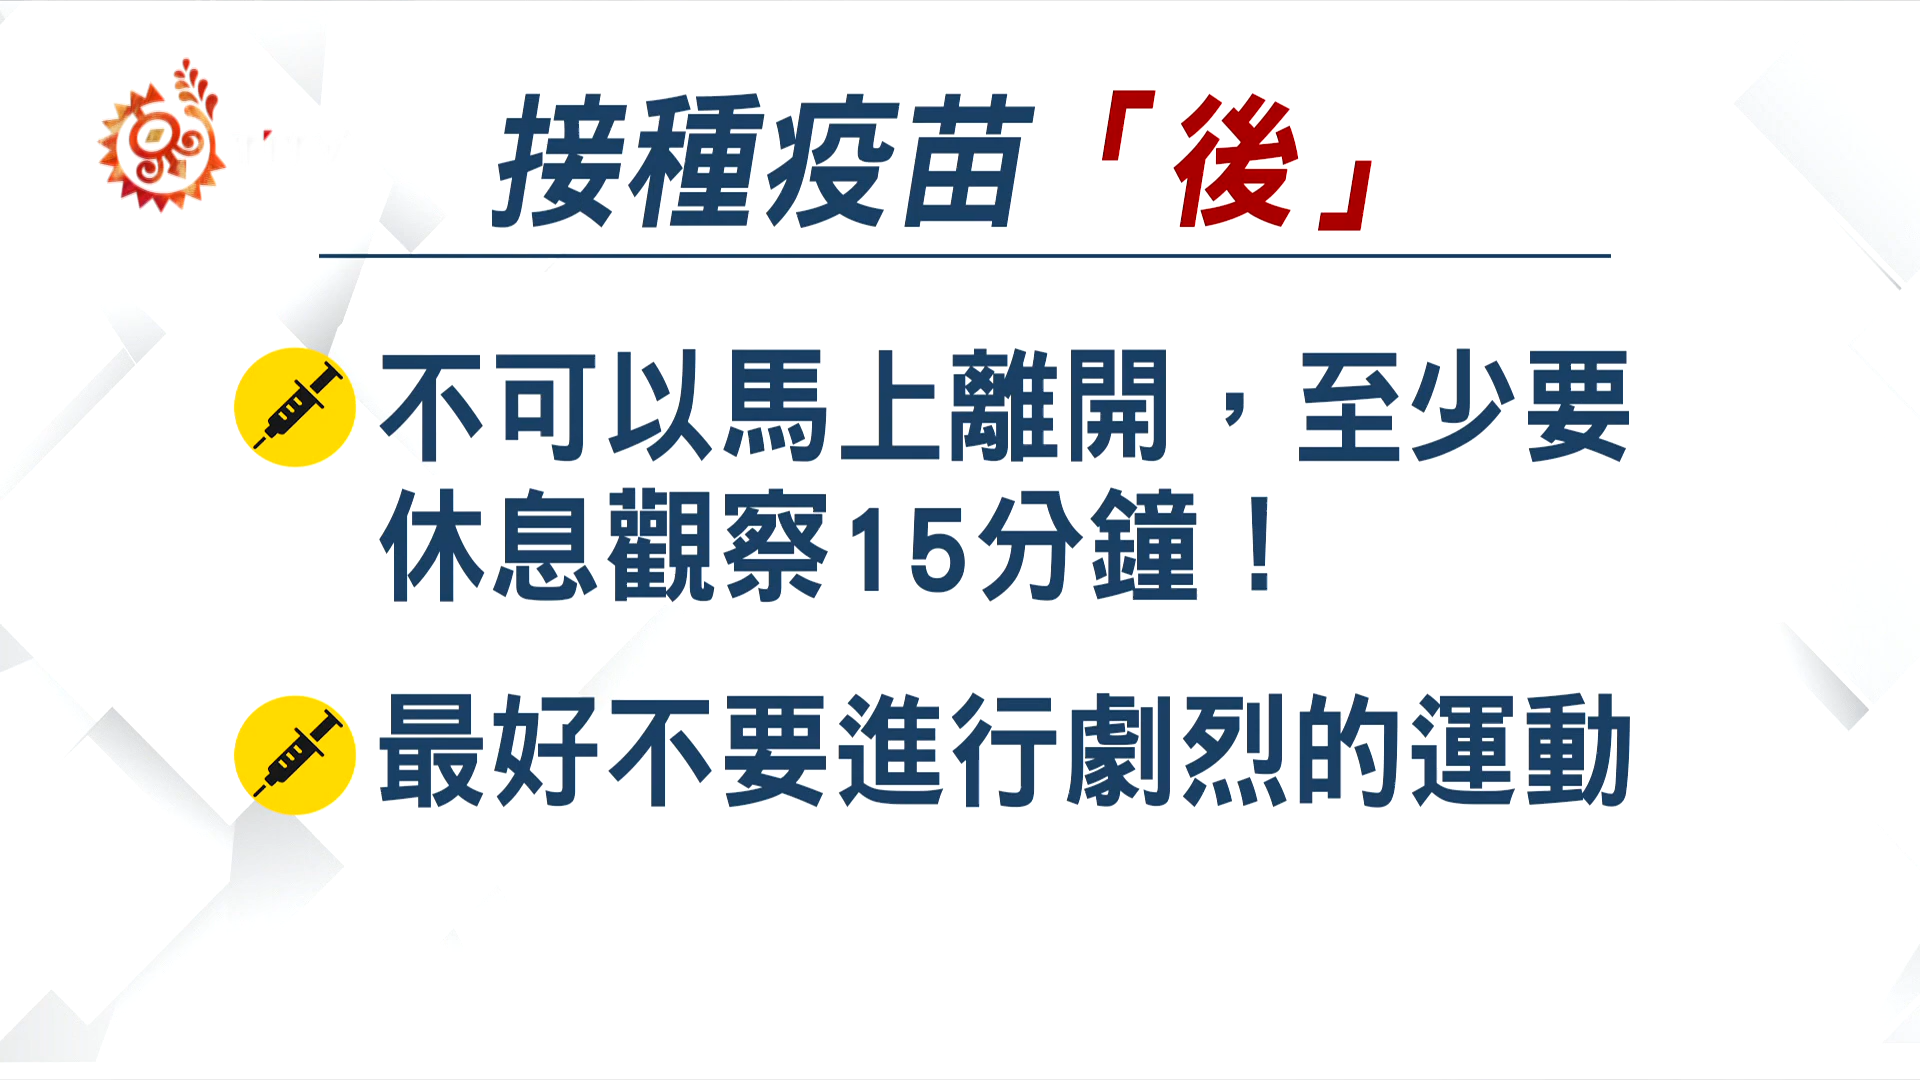 接種疫苗「後」
不可以馬上離開，至少要
休息觀察15分鐘！
最好不要進行劇烈的運動